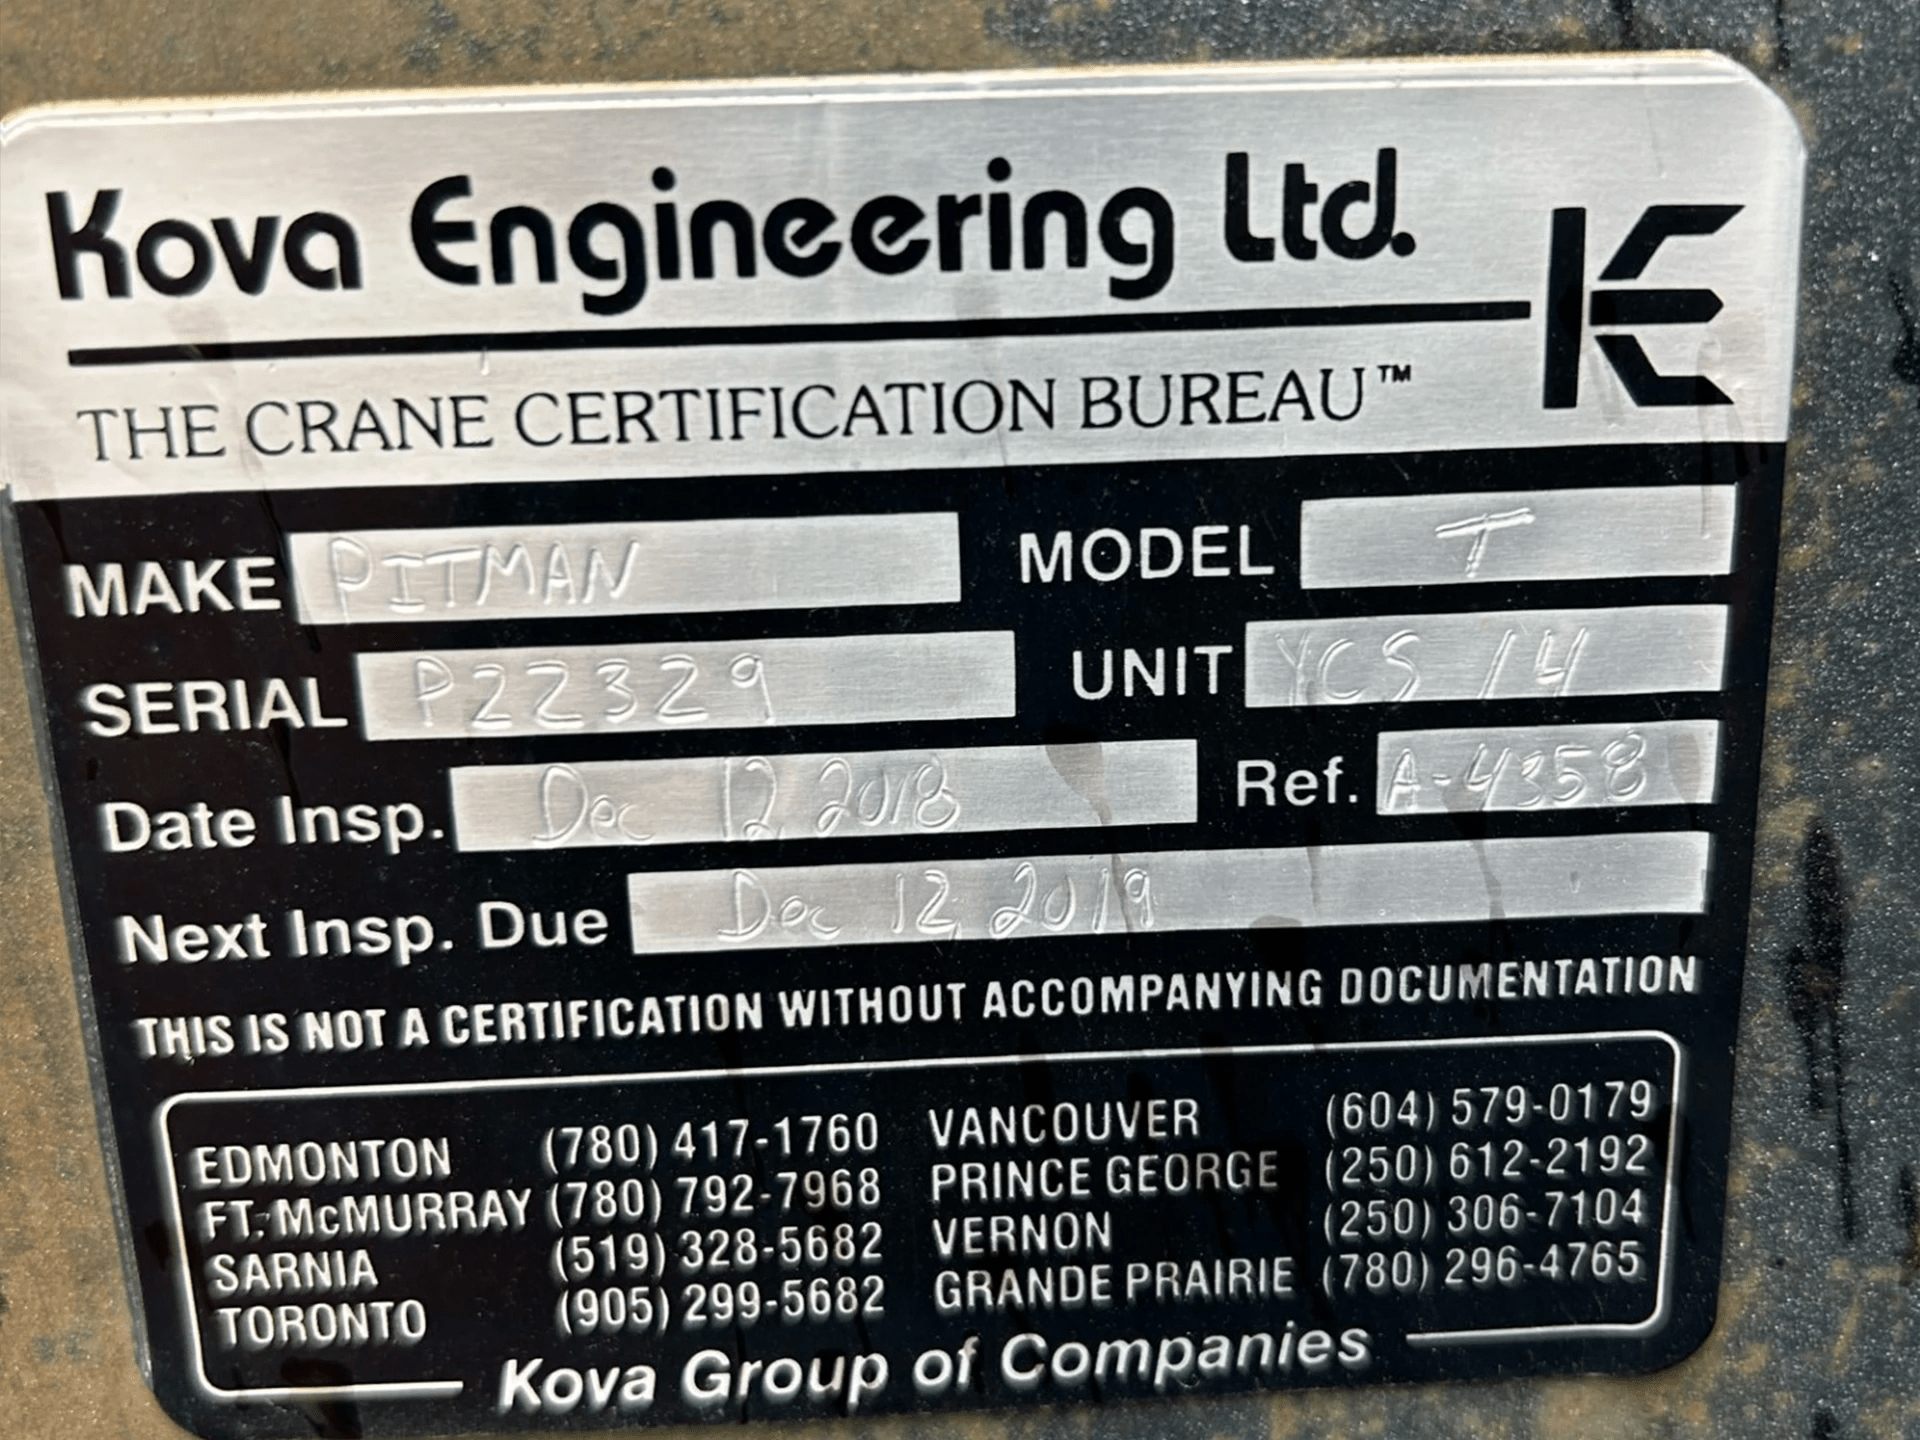 Kova Engineering Ltd.
KE
THE CRANE CERTIFICATION BUREAU™
MAKE PITMAN MODEL T
SERIAL P22329 UNIT YCS 14
Date Insp. Dec 12, 2018 Ref. A-4358
Next Insp. Due Dec 12, 2019
THIS IS NOT A CERTIFICATION WITHOUT ACCOMPANYING DOCUMENTATION
EDMONTON (780) 417-1760 VANCOUVER (604) 579-0179
FT. McMURRAY (780) 792-7968 PRINCE GEORGE (250) 612-2192
SARNIA (519) 328-5682 VERNON (250) 306-7104
TORONTO (905) 299-5682 GRANDE PRAIRIE (780) 296-4765
Kova Group of Companies